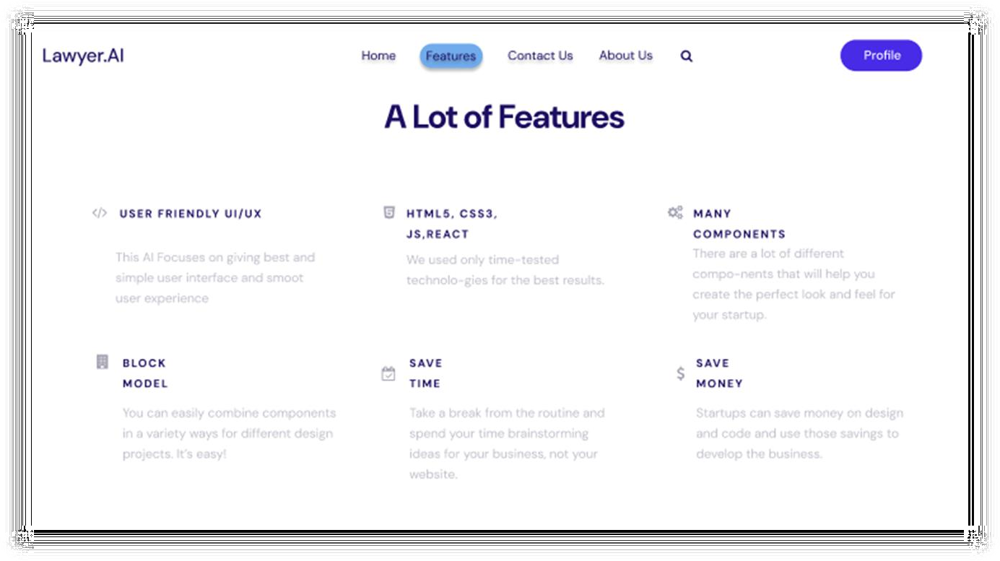 Lawyer.AI
Home
Features
Contact Us
About Us
Profile
A Lot of Features
USER FRIENDLY UI/UX
This AI Focuses on giving best and
simple user interface and smoot
user experience
HTML5, CSS3,
JS,REACT
We used only time-tested
technolo-gies for the best results.
MANY
COMPONENTS
There are a lot of different
compo-nents that will help you
create the perfect look and feel for
your startup.
BLOCK
MODEL
You can easily combine components
in a variety ways for different design
projects. It's easy!
SAVE
TIME
Take a break from the routine and
spend your time brainstorming
ideas for your business, not your
website.
SAVE
MONEY
Startups can save money on design
and code and use those savings to
develop the business.